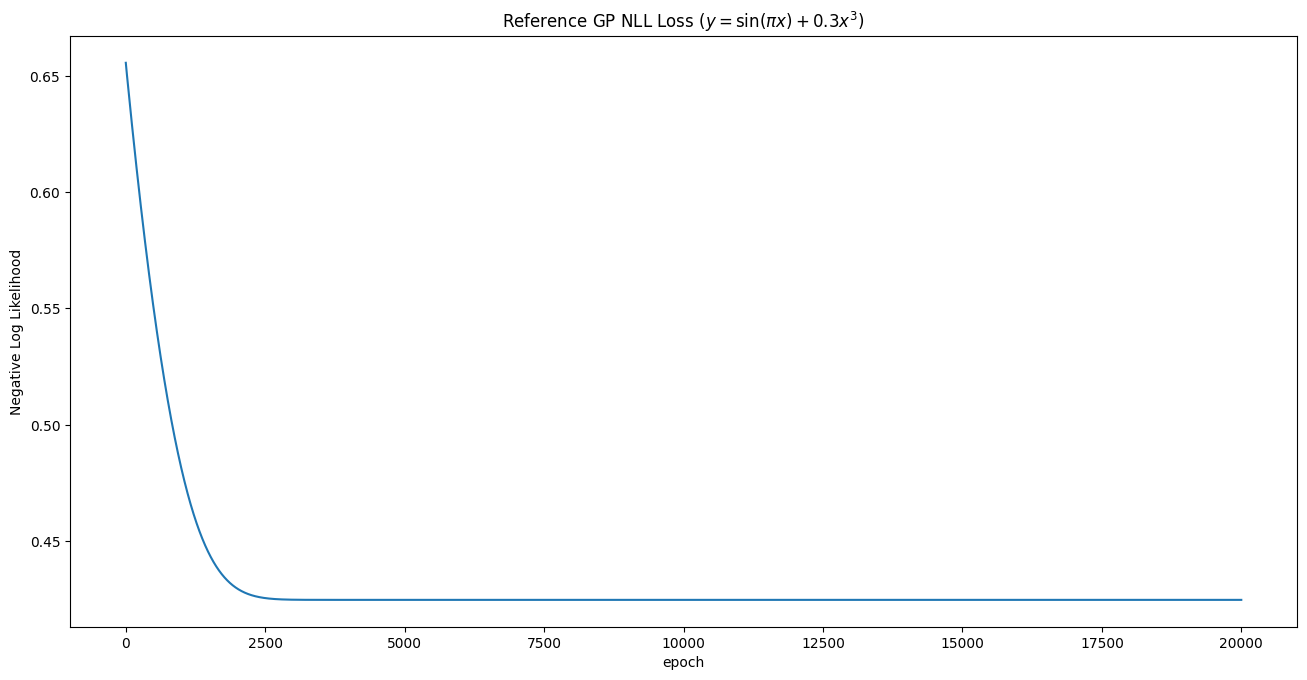 Reference GP NLL Loss (y = sin(πx) + 0.3x³)
0.65
0.60
0.55
0.50
0.45
Negative Log Likelihood
0 2500 5000 7500 10000 12500 15000 17500 20000
epoch